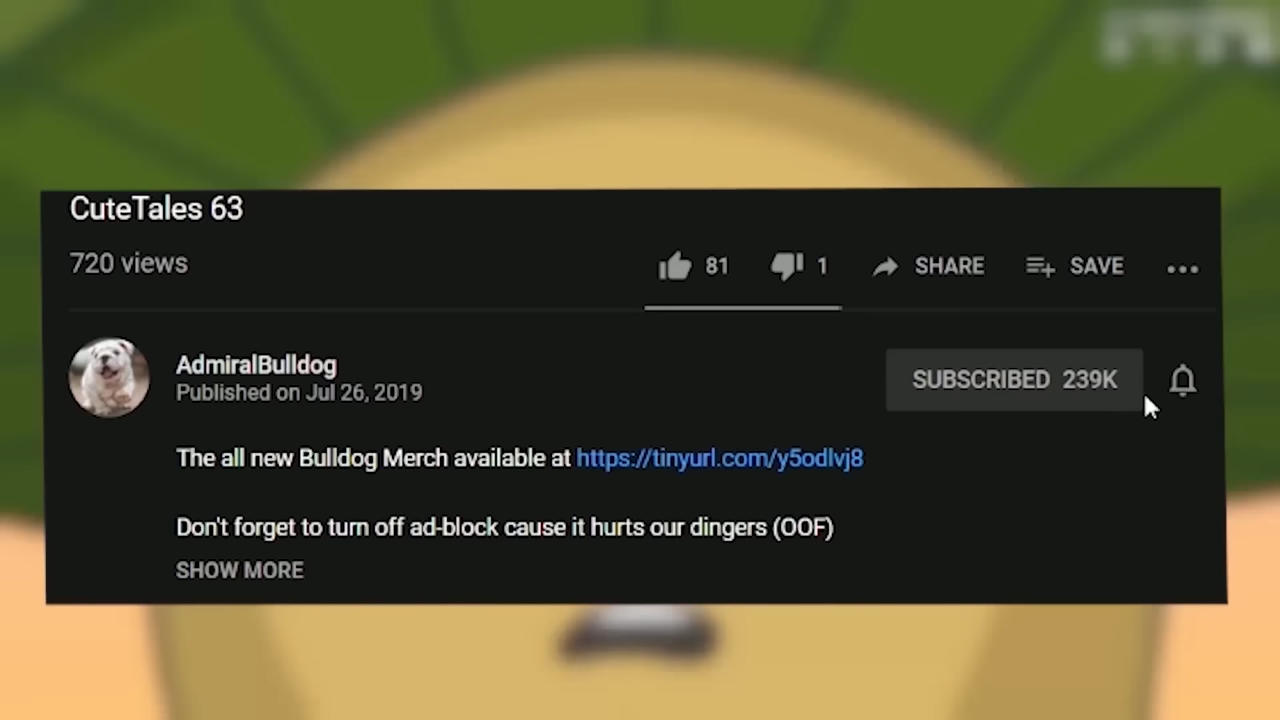 CuteTales 63
720 views
81 1 SHARE SAVE
AdmiralBulldog
Published on Jul 26, 2019
SUBSCRIBED 239K
The all new Bulldog Merch available at https://tinyurl.com/y5odlvj8
Don't forget to turn off ad-block cause it hurts our dingers (OOF)
SHOW MORE